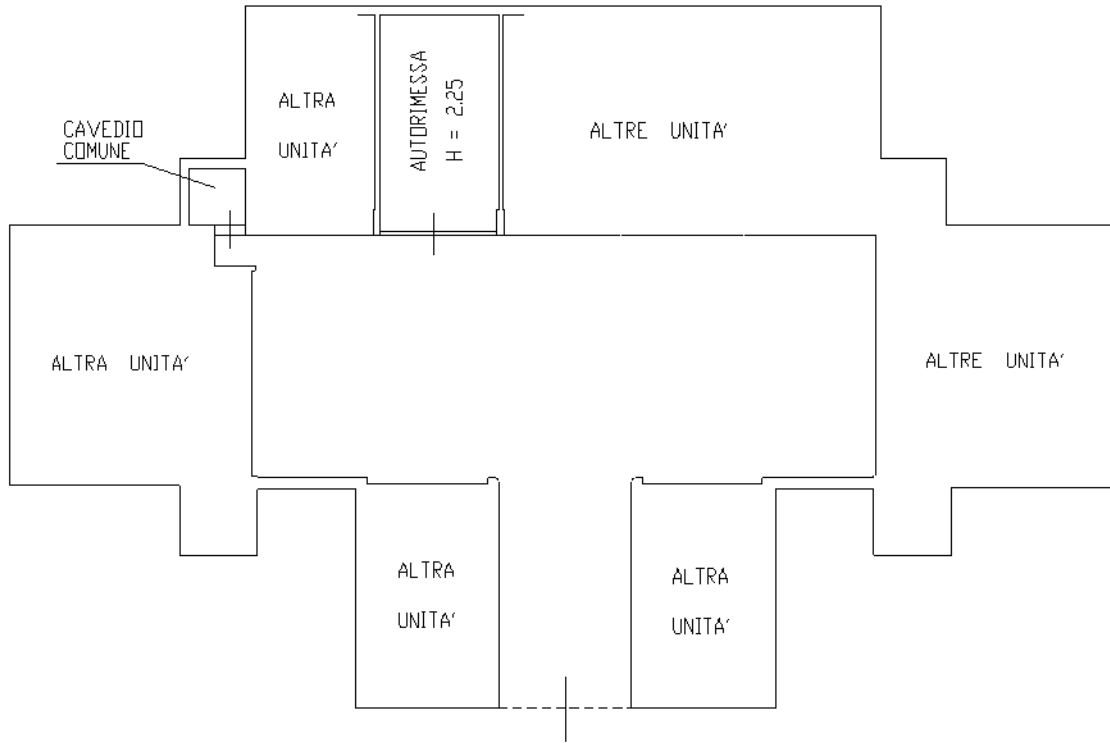 ALTRA
UNITA'
AUTORIMESSA
H = 2.25
ALTRE UNITA'
CAVEDIO
COMUNE
ALTRA UNITA'
ALTRE UNITA'
ALTRA
UNITA'
ALTRA
UNITA'